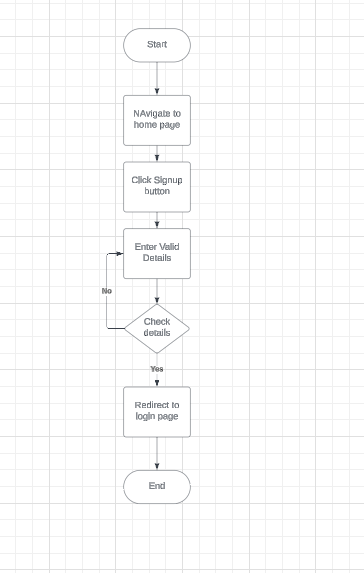 Start
NAvigate to
home page
Click Signup
button
Enter Valid
Details
No
Check
details
Yes
Redirect to
login page
End